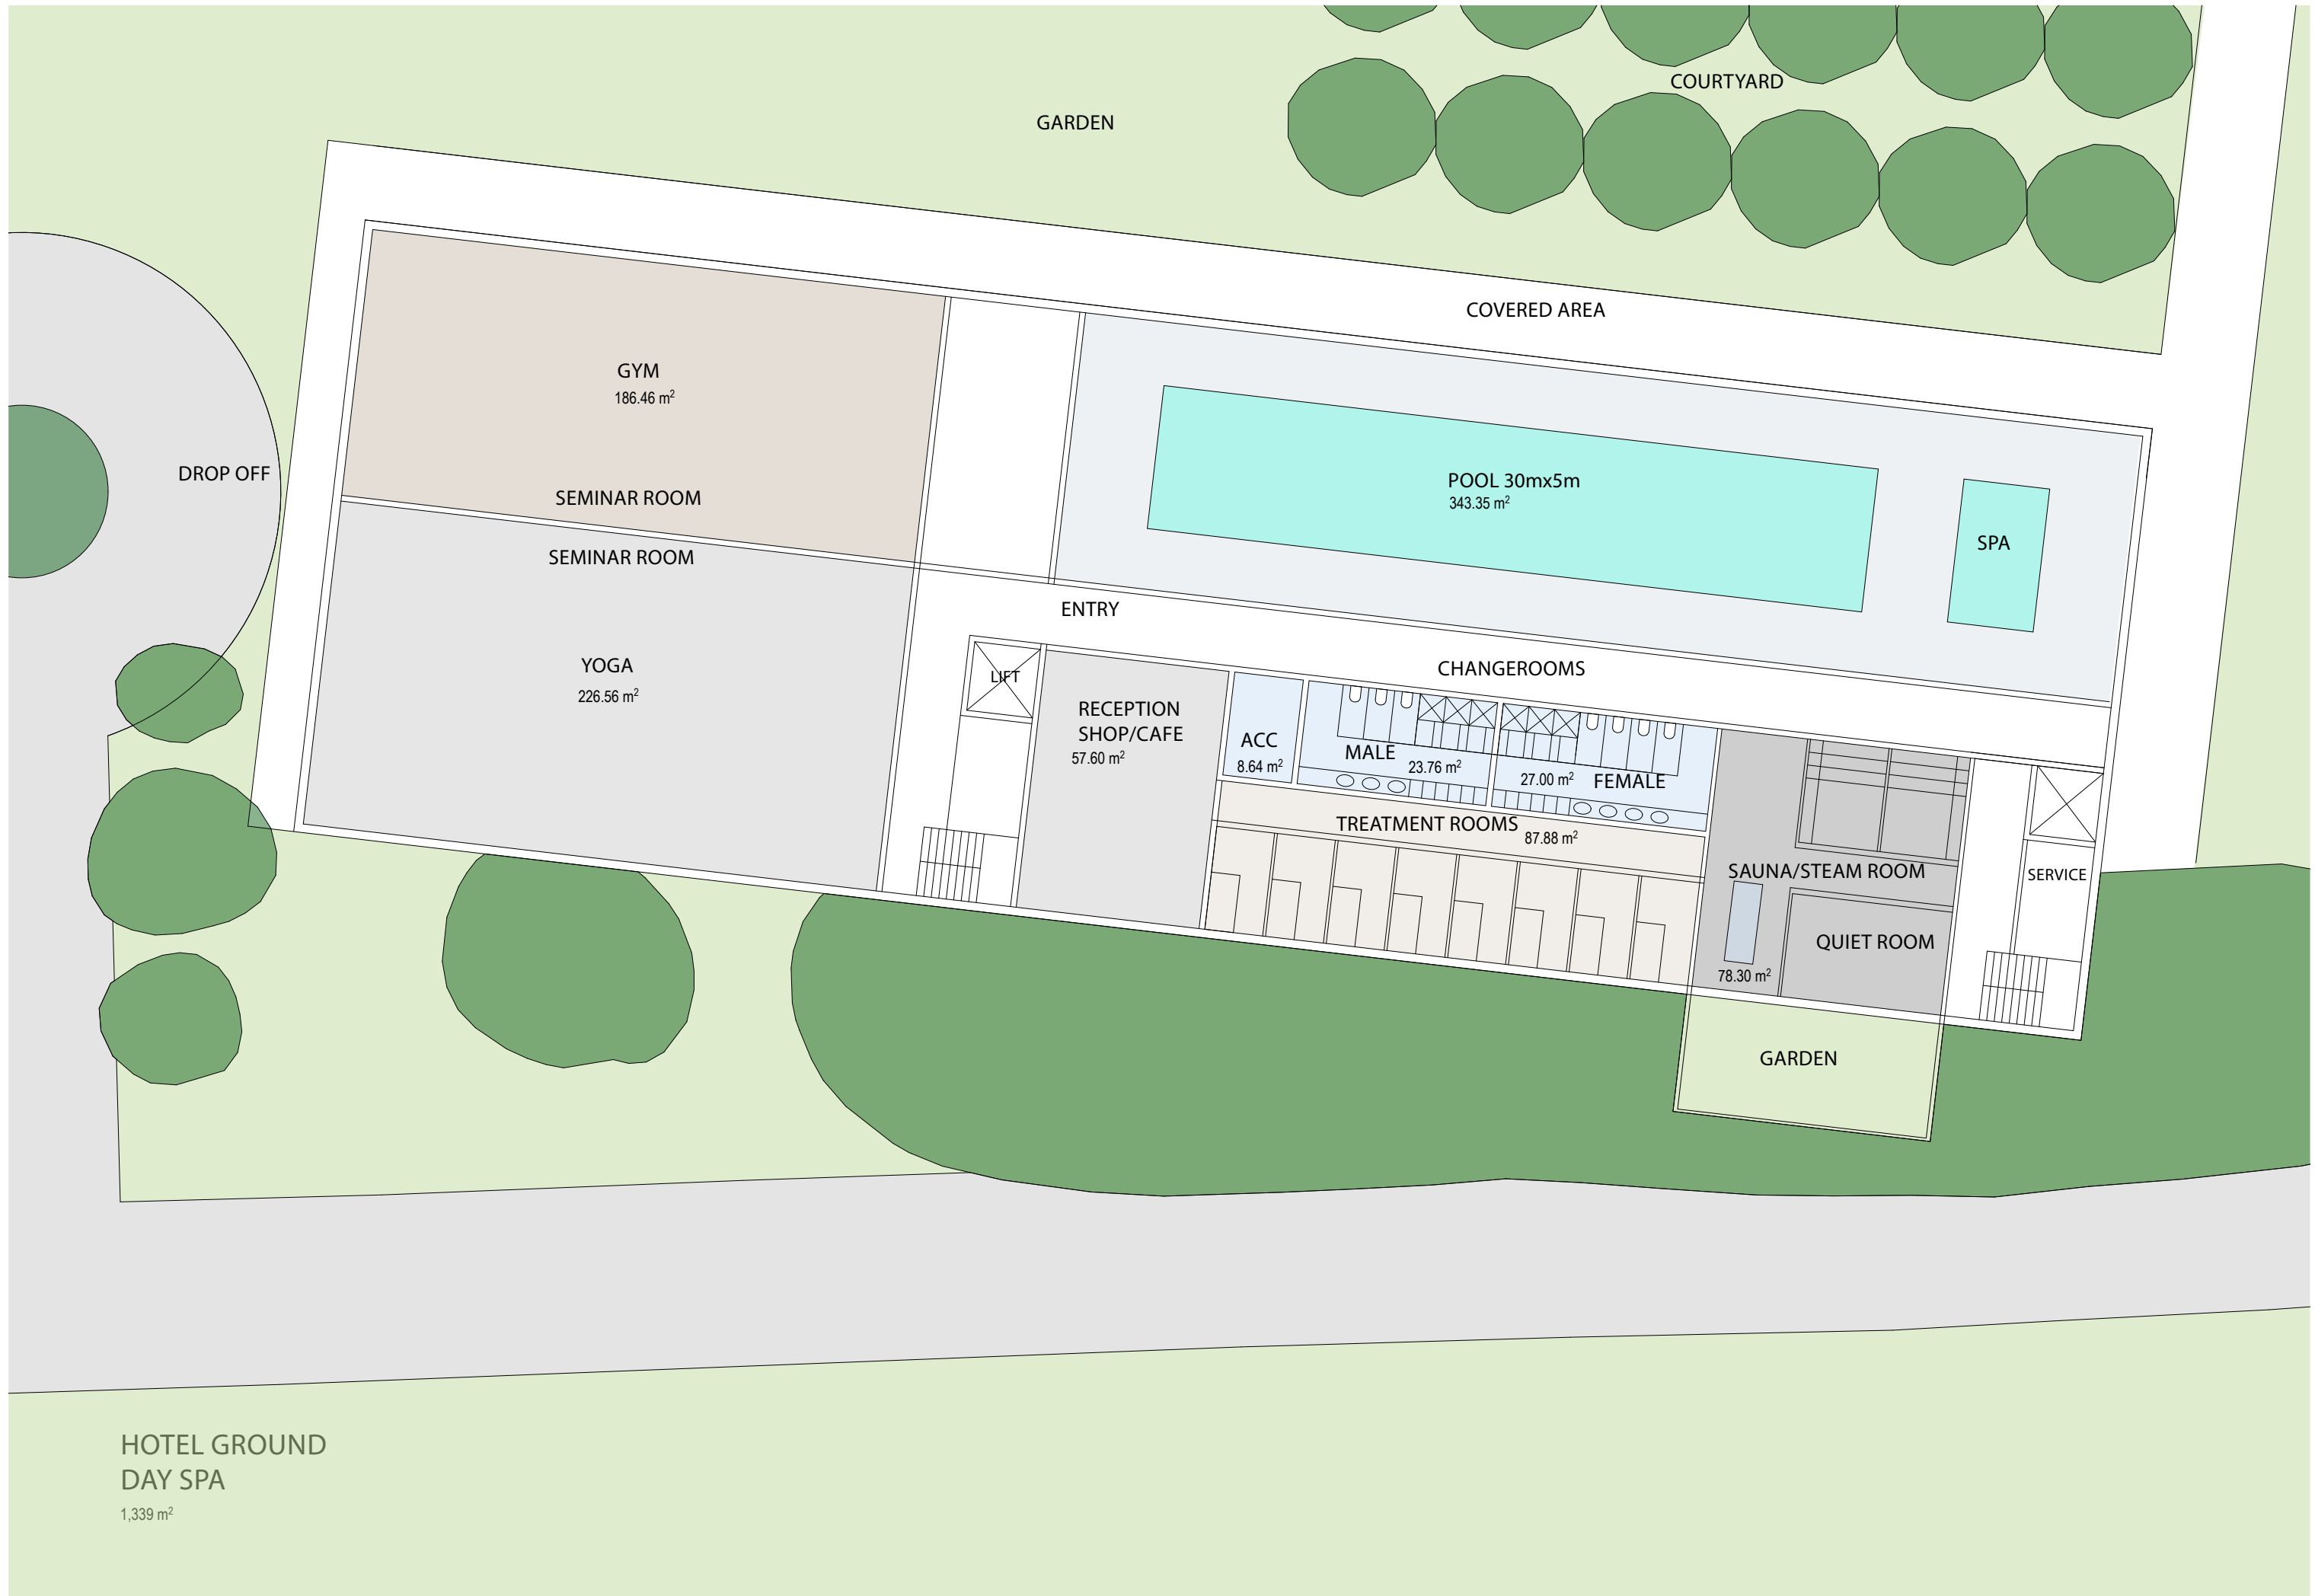 COURTYARD
GARDEN
COVERED AREA
GYM
186.46 m²
DROP OFF
SEMINAR ROOM
POOL 30mx5m
343.35 m²
SPA
SEMINAR ROOM
ENTRY
YOGA
226.56 m²
CHANGEROOMS
LIFT
RECEPTION
SHOP/CAFE
57.60 m²
ACC
8.64 m²
MALE
23.76 m²
27.00 m²
FEMALE
TREATMENT ROOMS
87.88 m²
SAUNA/STEAM ROOM
SERVICE
QUIET ROOM
78.30 m²
GARDEN
HOTEL GROUND
DAY SPA
1,339 m²